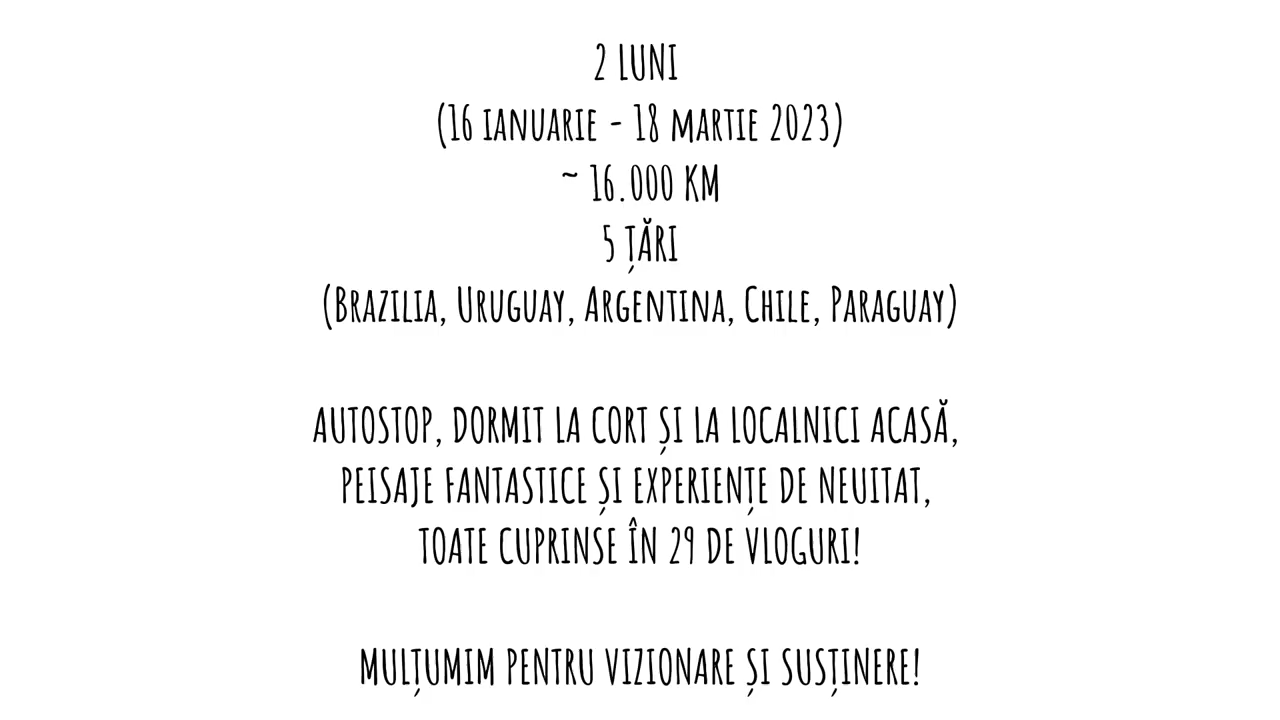 2 LUNI
(16 IANUARIE - 18 MARTIE 2023)
~ 16.000 KM
5 ȚĂRI
(BRAZILIA, URUGUAY, ARGENTINA, CHILE, PARAGUAY)
AUTOSTOP, DORMIT LA CORT ȘI LA LOCALNICI ACASĂ,
PEISAJE FANTASTICE ȘI EXPERIENȚE DE NEUITAT,
TOATE CUPRINSE ÎN 29 DE VLOGURI!
MULȚUMIM PENTRU VIZIONARE ȘI SUSȚINERE!